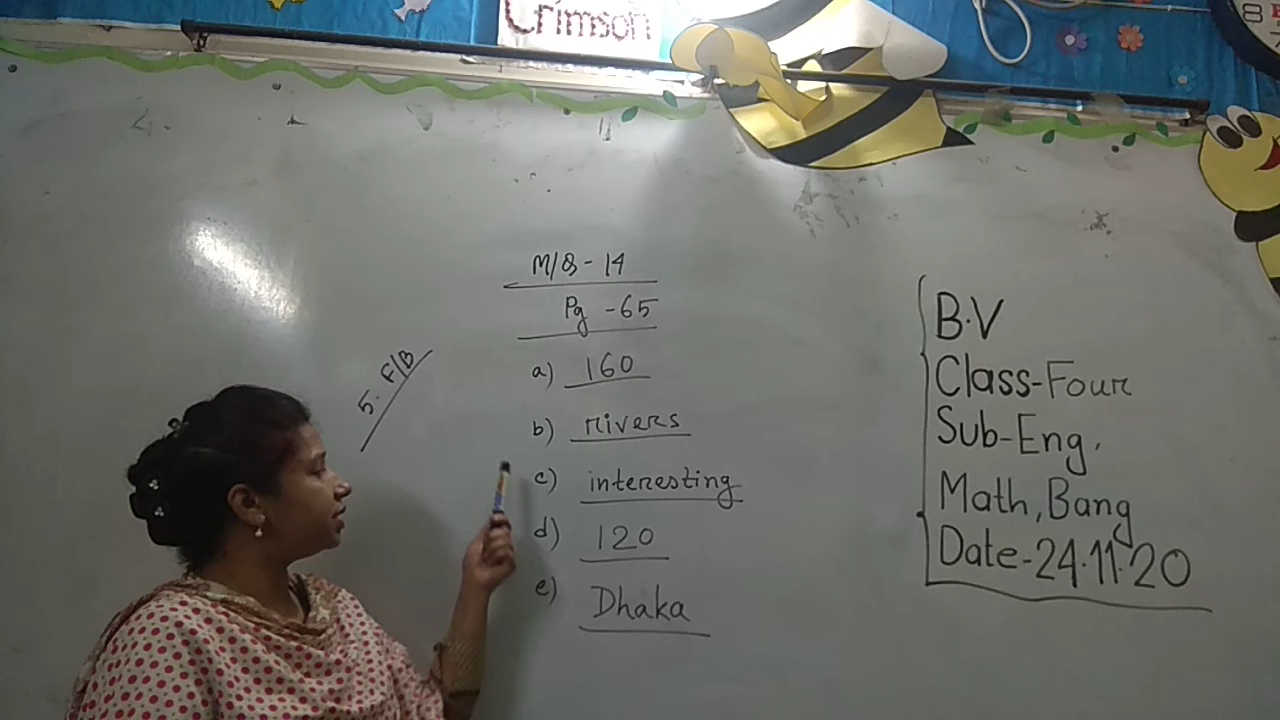 Crimson
M/Q - 14
Pg - 65
5. F/B
a) 160
b) rivers
c) interesting
d) 120
e) Dhaka
B.V
Class-Four
Sub-Eng.
Math, Bang
Date-24.11.20
8